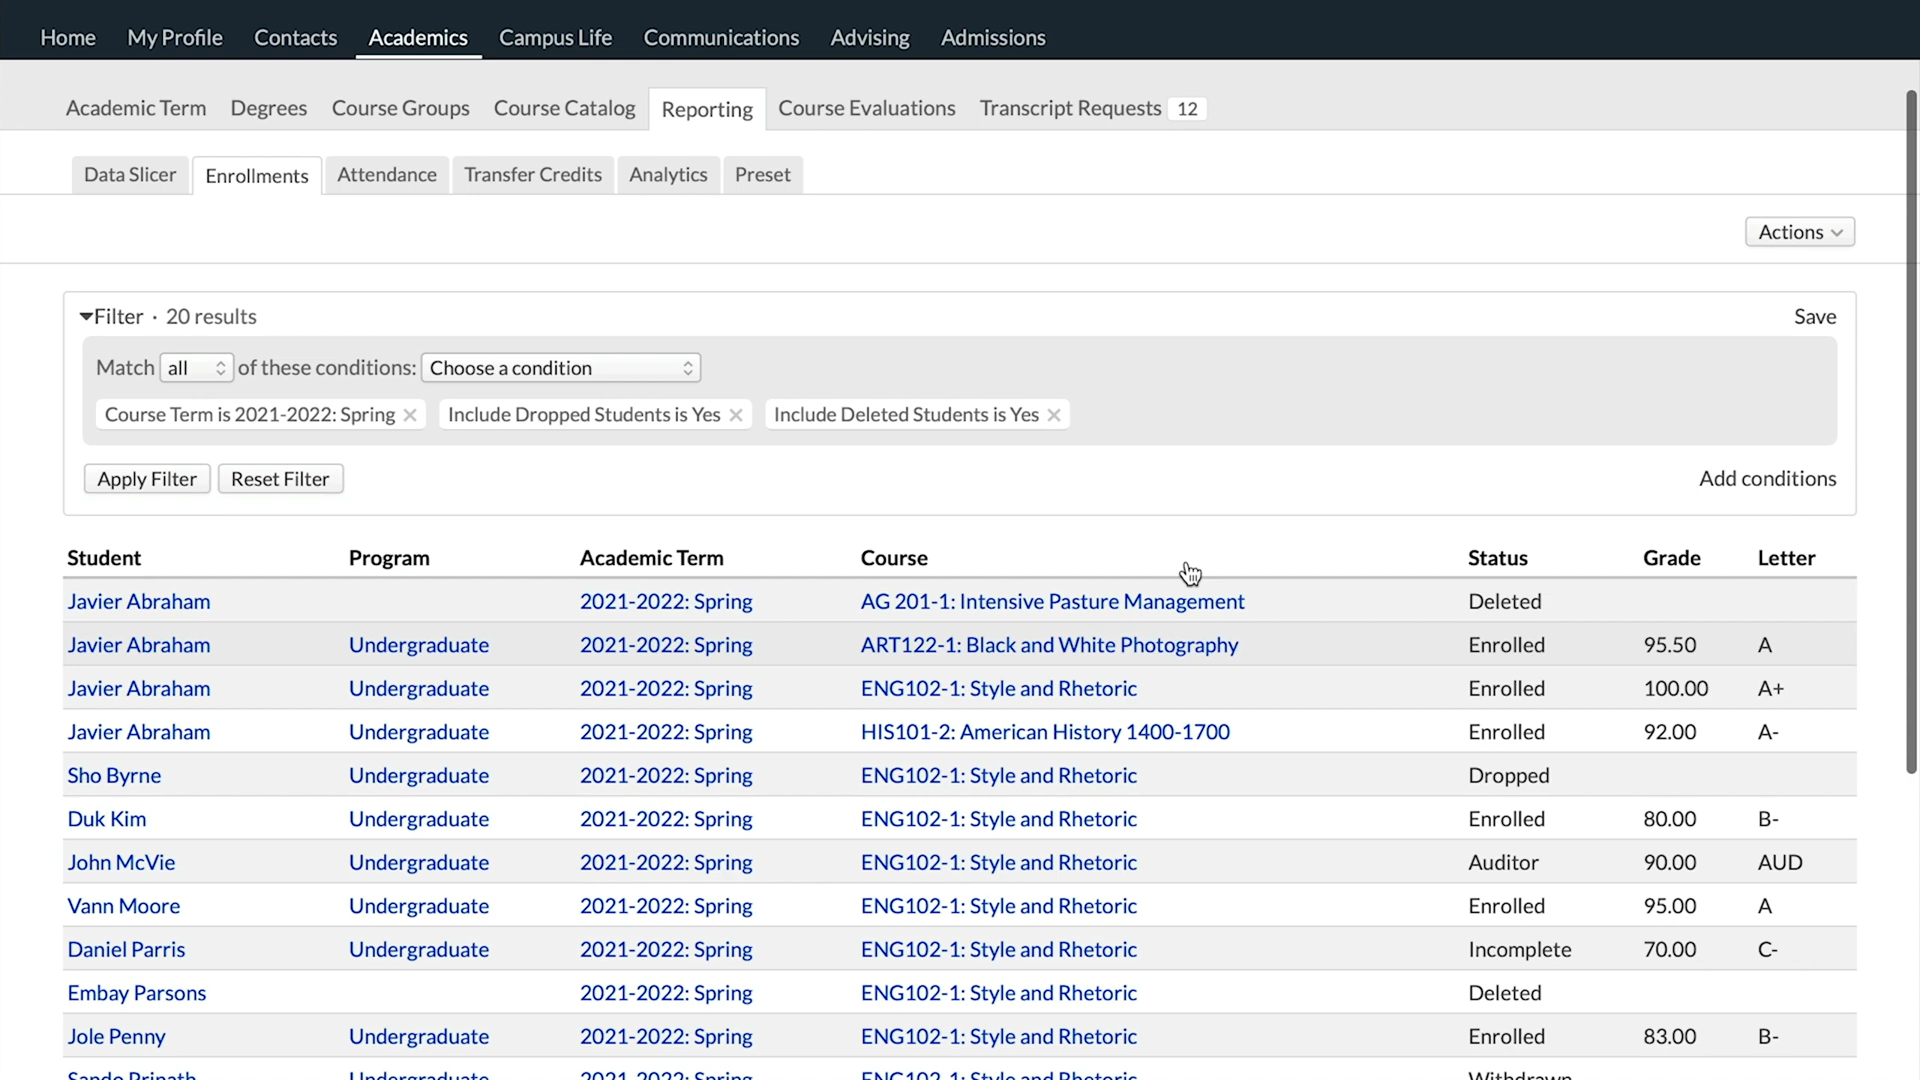 Home My Profile Contacts Academics Campus Life Communications Advising Admissions
Academic Term Degrees Course Groups Course Catalog Reporting Course Evaluations Transcript Requests 12
Data Slicer Enrollments Attendance Transfer Credits Analytics Preset
Actions
Filter · 20 results Save
Match all of these conditions: Choose a condition
Course Term is 2021-2022: Spring Include Dropped Students is Yes Include Deleted Students is Yes
Apply Filter Reset Filter Add conditions
Student Program Academic Term Course Status Grade Letter
Javier Abraham 2021-2022: Spring AG 201-1: Intensive Pasture Management Deleted
Javier Abraham Undergraduate 2021-2022: Spring ART122-1: Black and White Photography Enrolled 95.50 A
Javier Abraham Undergraduate 2021-2022: Spring ENG102-1: Style and Rhetoric Enrolled 100.00 A+
Javier Abraham Undergraduate 2021-2022: Spring HIS101-2: American History 1400-1700 Enrolled 92.00 A-
Sho Byrne Undergraduate 2021-2022: Spring ENG102-1: Style and Rhetoric Dropped
Duk Kim Undergraduate 2021-2022: Spring ENG102-1: Style and Rhetoric Enrolled 80.00 B-
John McVie Undergraduate 2021-2022: Spring ENG102-1: Style and Rhetoric Auditor 90.00 AUD
Vann Moore Undergraduate 2021-2022: Spring ENG102-1: Style and Rhetoric Enrolled 95.00 A
Daniel Parris Undergraduate 2021-2022: Spring ENG102-1: Style and Rhetoric Incomplete 70.00 C-
Embay Parsons 2021-2022: Spring ENG102-1: Style and Rhetoric Deleted
Jole Penny Undergraduate 2021-2022: Spring ENG102-1: Style and Rhetoric Enrolled 83.00 B-
Undergraduate 2021-2022: Spring ENG102-1: Style and Rhetoric Withdrawn